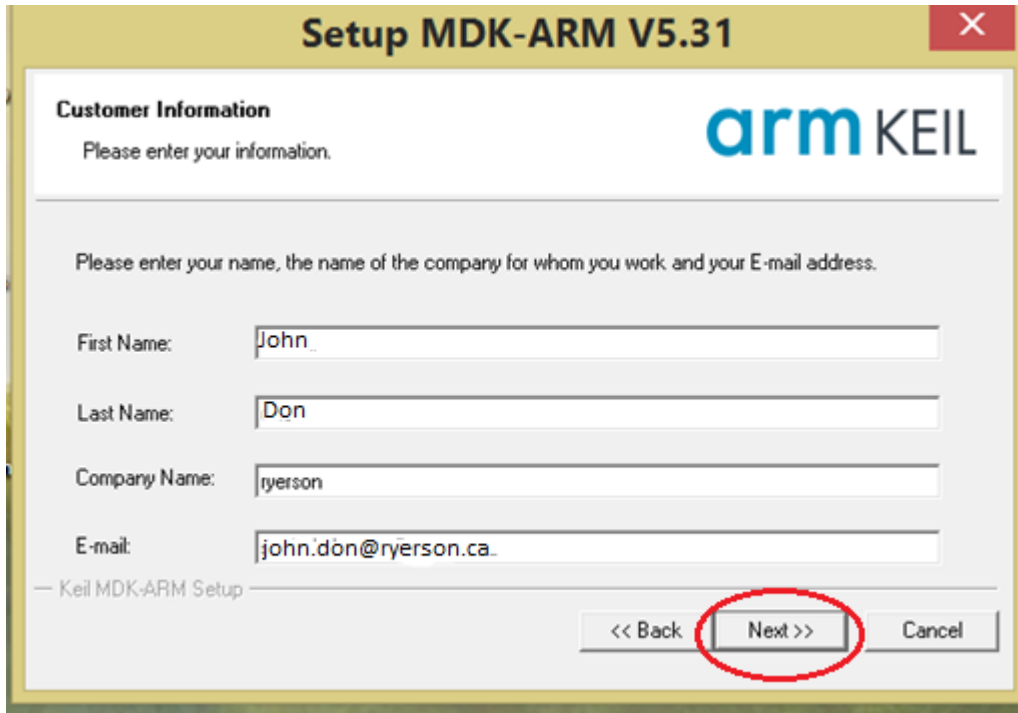 Setup MDK-ARM V5.31
Customer Information
Please enter your information.
arm KEIL
Please enter your name, the name of the company for whom you work and your E-mail address.
First Name: John
Last Name: Don
Company Name: ryerson
E-mail: john.don@ryerson.ca
Keil MDK-ARM Setup
<< Back Next >> Cancel